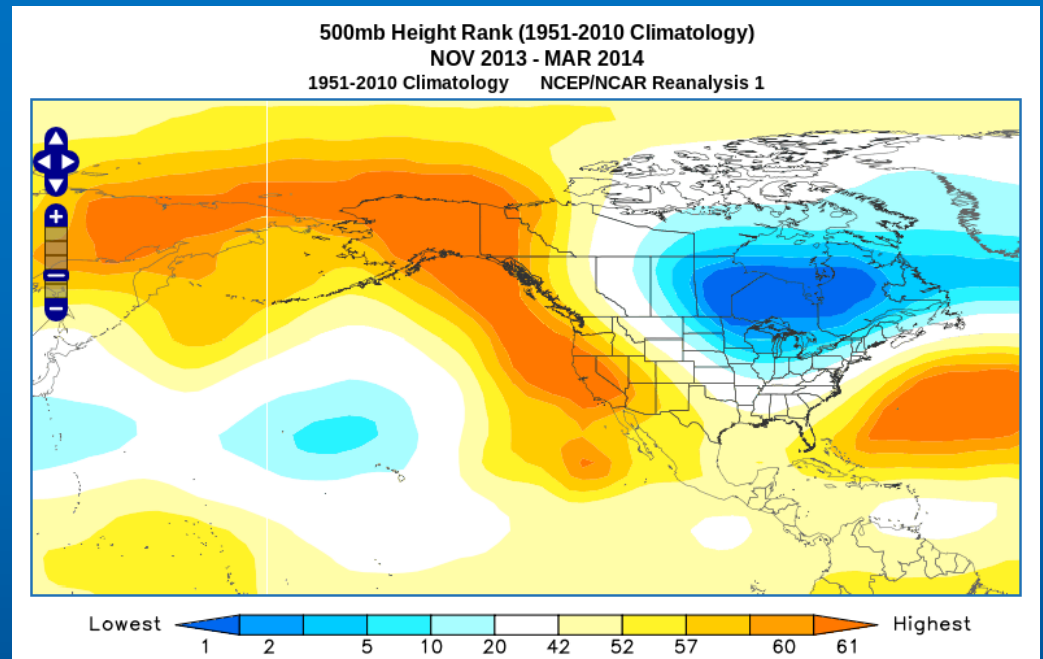 500mb Height Rank (1951-2010 Climatology)
NOV 2013 - MAR 2014
1951-2010 Climatology NCEP/NCAR Reanalysis 1
+
−
Lowest 1 2 5 10 20 42 52 57 60 61 Highest